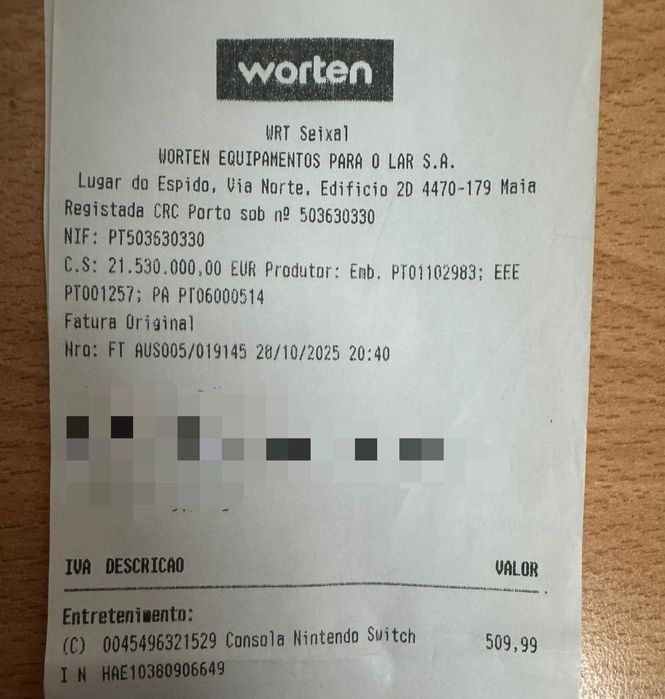 worten
WRT Seixal
WORTEN EQUIPAMENTOS PARA O LAR S.A.
Lugar do Espido, Via Norte, Edificio 2D 4470-179 Maia
Registada CRC Porto sob nº 503630330
NIF: PT503630330
C.S: 21.530.000,00 EUR Produtor: Emb. PT01102983; EEE
PT001257; PA PT06000514
Fatura Original
Nro: FT AUS005/019145 28/10/2025 20:40
IVA DESCRICAO VALOR
Entretenimento:
(C) 0045496321529 Consola Nintendo Switch 509,99
I N HAE10380906649